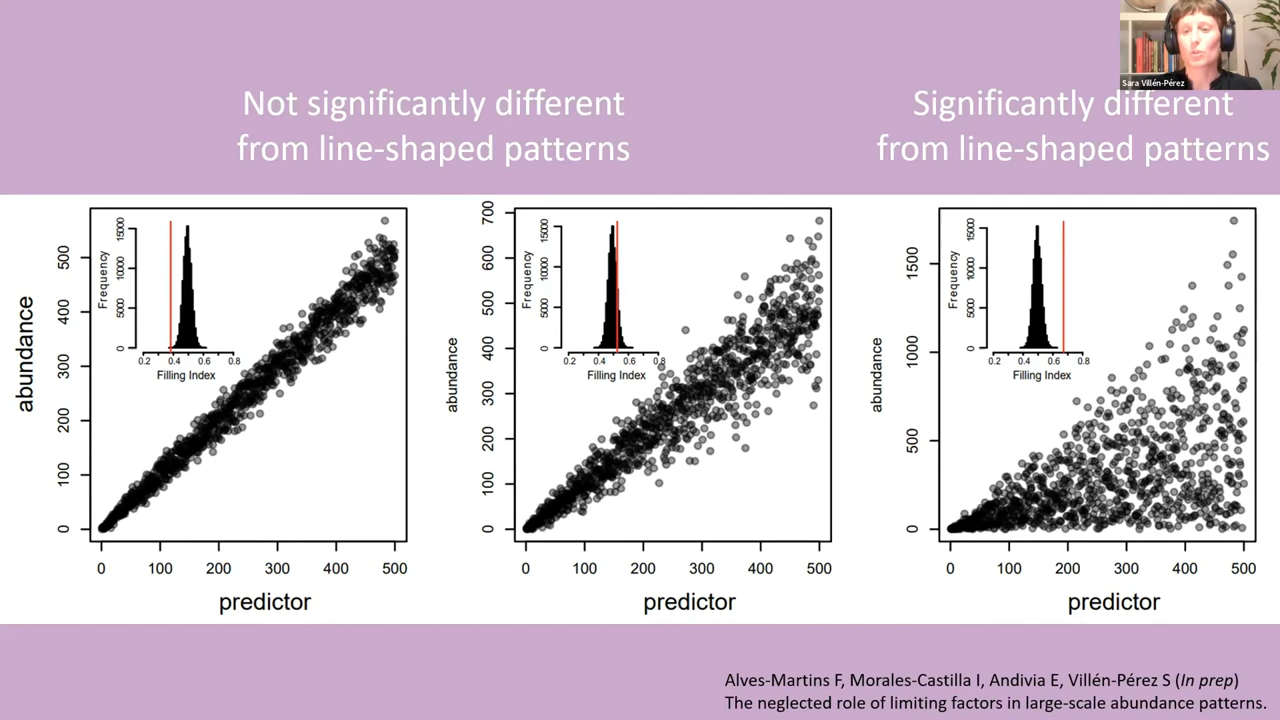 Sara Villén-Pérez
Not significantly different
from line-shaped patterns
Significantly different
from line-shaped patterns
abundance
0
100
200
300
400
500
Frequency
0
5000
10000
15000
0.2 0.4 0.6 0.8
Filling Index
0 100 200 300 400 500
predictor
abundance
0
100
200
300
400
500
600
700
Frequency
0
5000
10000
15000
0.2 0.4 0.6 0.8
Filling Index
0 100 200 300 400 500
predictor
abundance
0
500
1000
1500
Frequency
0
5000
10000
15000
0.2 0.4 0.6 0.8
Filling Index
0 100 200 300 400 500
predictor
Alves-Martins F, Morales-Castilla I, Andivia E, Villén-Pérez S (In prep)
The neglected role of limiting factors in large-scale abundance patterns.